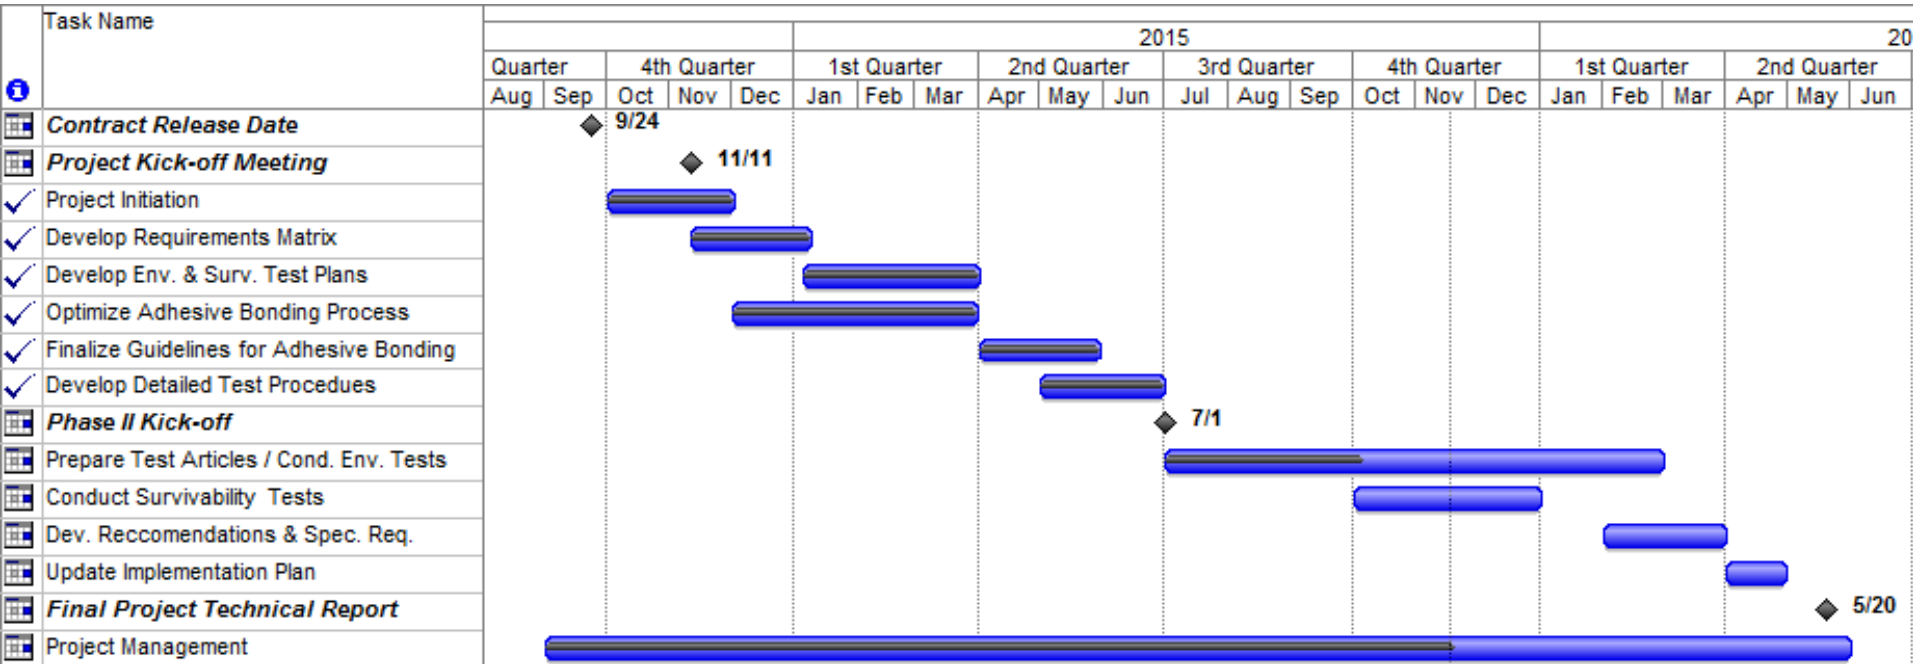 Task Name
2015 20
Quarter 4th Quarter 1st Quarter 2nd Quarter 3rd Quarter 4th Quarter 1st Quarter 2nd Quarter
Aug Sep Oct Nov Dec Jan Feb Mar Apr May Jun Jul Aug Sep Oct Nov Dec Jan Feb Mar Apr May Jun
Contract Release Date 9/24
Project Kick-off Meeting 11/11
Project Initiation
Develop Requirements Matrix
Develop Env. & Surv. Test Plans
Optimize Adhesive Bonding Process
Finalize Guidelines for Adhesive Bonding
Develop Detailed Test Procedues
Phase II Kick-off 7/1
Prepare Test Articles / Cond. Env. Tests
Conduct Survivability Tests
Dev. Reccomendations & Spec. Req.
Update Implementation Plan
Final Project Technical Report 5/20
Project Management